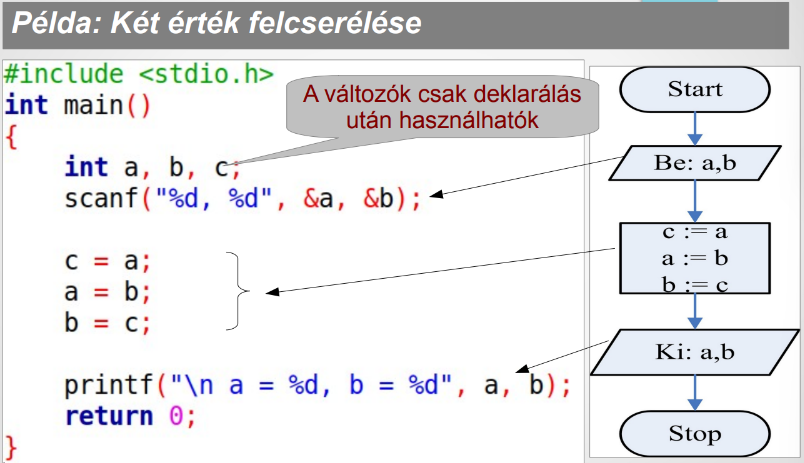 Példa: Két érték felcserélése
#include <stdio.h>
int main()
{
A változók csak deklarálás
után használhatók
int a, b, c;
scanf("%d, %d", &a, &b);
c = a;
a = b;
b = c;
printf("\n a = %d, b = %d", a, b);
return 0;
}
Start
Be: a,b
c := a
a := b
b := c
Ki: a,b
Stop